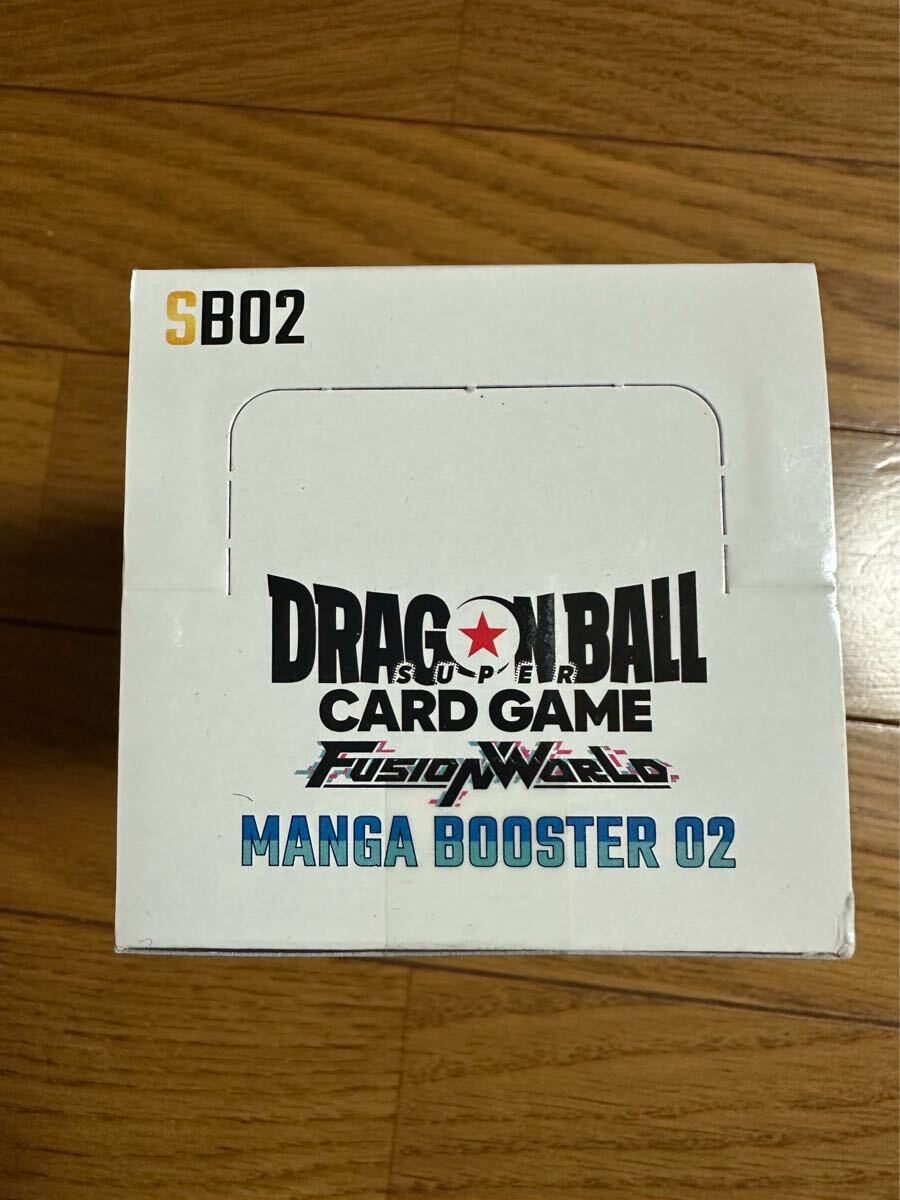 SB02
DRAGON BALL
SUPER
CARD GAME
FUSION WORLD
MANGA BOOSTER 02